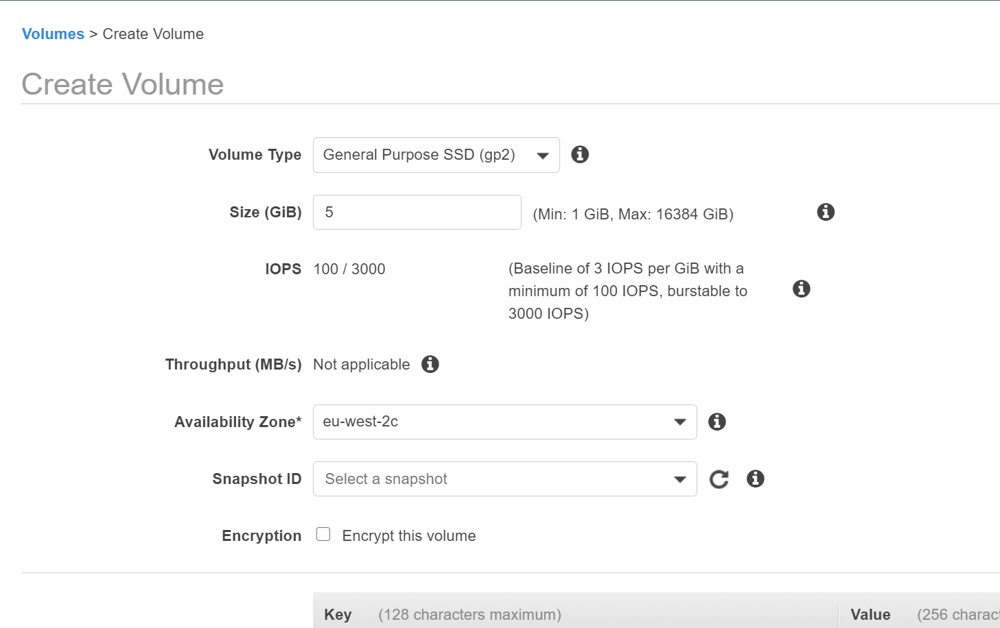 Volumes > Create Volume
Create Volume
Volume Type General Purpose SSD (gp2)
Size (GiB) 5 (Min: 1 GiB, Max: 16384 GiB)
IOPS 100 / 3000 (Baseline of 3 IOPS per GiB with a
minimum of 100 IOPS, burstable to
3000 IOPS)
Throughput (MB/s) Not applicable
Availability Zone* eu-west-2c
Snapshot ID Select a snapshot
Encryption Encrypt this volume
Key (128 characters maximum) Value (256 charac